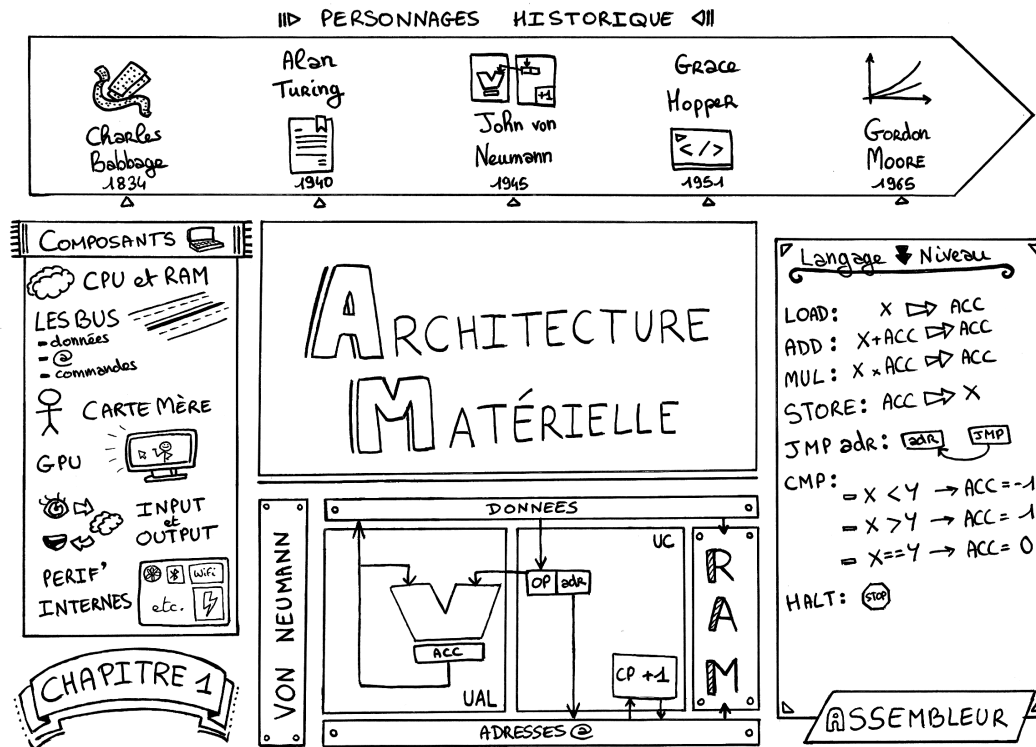 PERSONNAGES HISTORIQUE
Charles
Babbage
1834
Alan
Turing
1940
+1
John von
Neumann
1945
Grace
Hopper
</>
1951
Gordon
Moore
1965
COMPOSANTS
CPU et RAM
LES BUS
- données
- @
- commandes
CARTE MÈRE
GPU
INPUT
et
OUTPUT
PERIF'
INTERNES
WiFi
etc.
CHAPITRE 1
ARCHITECTURE
MATÉRIELLE
VON NEUMANN
DONNEES
UC
OP adR
ACC
UAL
CP +1
RAM
ADRESSES @
Langage Niveau
LOAD: X ⇨ ACC
ADD: X+ACC ⇨ ACC
MUL: X × ACC ⇨ ACC
STORE: ACC ⇨ X
JMP adR: adR JMP
CMP:
- X < Y → ACC = -1
- X > Y → ACC = 1
- X==Y → ACC = 0
HALT: STOP
ASSEMBLEUR